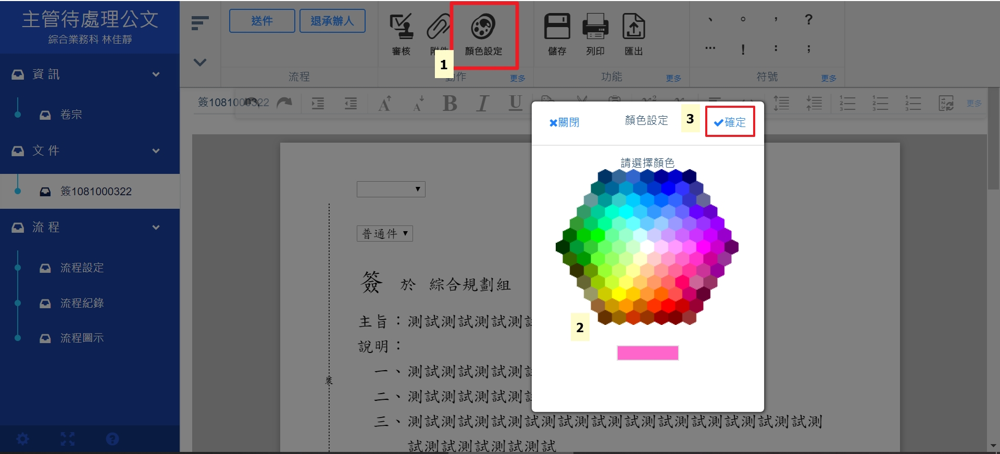 主管待處理公文
綜合業務科 林佳靜
資訊
卷宗
文件
簽1081000322
流程
流程設定
流程紀錄
流程圖示
送件
退承辦人
流程
審核
附件
顏色設定
1
動作
更多
儲存
列印
匯出
功能
更多
、 。 , ?
… ! : ;
符號
更多
簽1081000322
B I U
更多
普通件
簽 於 綜合規劃組
主旨：測試測試測試測試
說明：
一、測試測試測試測試
二、測試測試測試測試
三、測試測試測試測試測試測試測試測試測試測試測試測試測
試測試測試測試測試
裝
關閉
顏色設定
3
確定
請選擇顏色
2